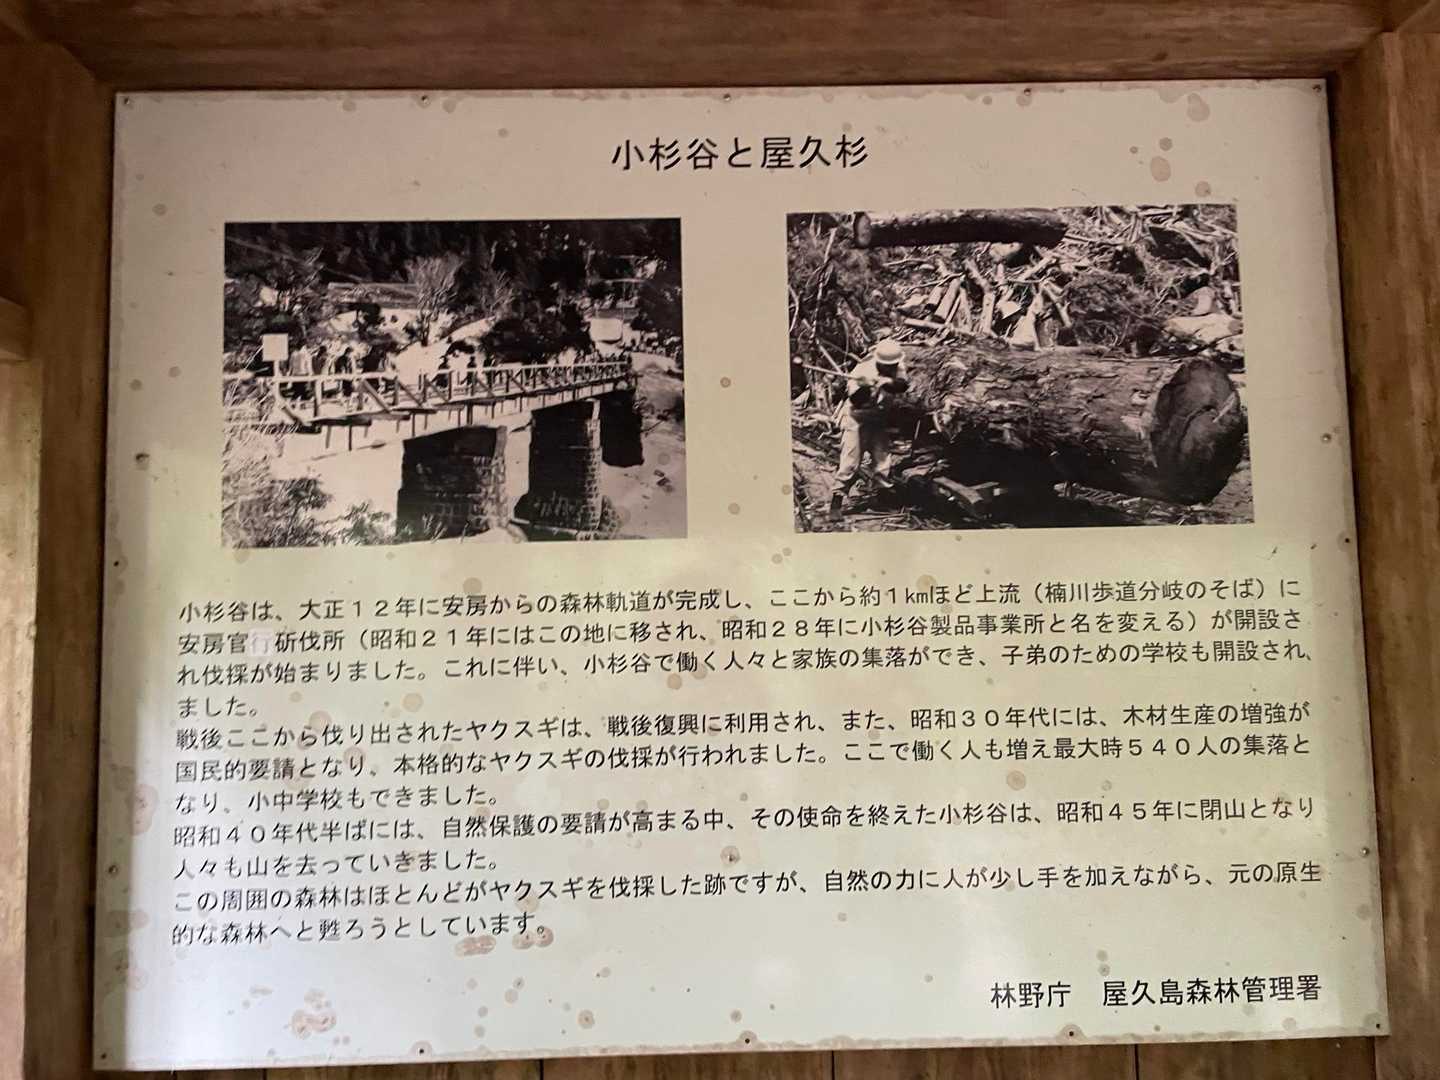 小杉谷と屋久杉
小杉谷は、大正１２年に安房からの森林軌道が完成し、ここから約１㎞ほど上流（楠川歩道分岐のそば）に
安房官行斫伐所（昭和２１年にはこの地に移され、昭和２８年に小杉谷製品事業所と名を変える）が開設さ
れ伐採が始まりました。これに伴い、小杉谷で働く人々と家族の集落ができ、子弟のための学校も開設され、
ました。
戦後ここから伐り出されたヤクスギは、戦後復興に利用され、また、昭和３０年代には、木材生産の増強が
国民的要請となり、本格的なヤクスギの伐採が行われました。ここで働く人も増え最大時５４０人の集落と
なり、小中学校もできました。
昭和４０年代半ばには、自然保護の要請が高まる中、その使命を終えた小杉谷は、昭和４５年に閉山となり
人々も山を去っていきました。
この周囲の森林はほとんどがヤクスギを伐採した跡ですが、自然の力に人が少し手を加えながら、元の原生
的な森林へと甦ろうとしています。
林野庁　屋久島森林管理署